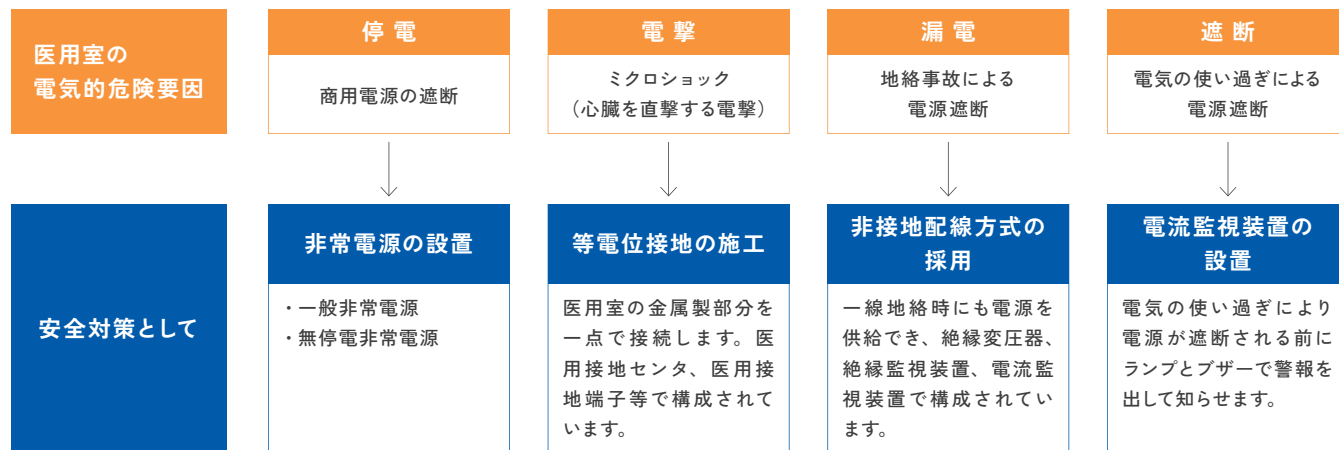 医用室の
電気的危険要因
停電
商用電源の遮断
電撃
ミクロショック
（心臓を直撃する電撃）
漏電
地絡事故による
電源遮断
遮断
電気の使い過ぎによる
電源遮断
安全対策として
非常電源の設置
・一般非常電源
・無停電非常電源
等電位接地の施工
医用室の金属製部分を
一点で接続します。医
用接地センタ、医用接
地端子等で構成されて
います。
非接地配線方式の
採用
一線地絡時にも電源を
供給でき、絶縁変圧器、
絶縁監視装置、電流監
視装置で構成されてい
ます。
電流監視装置の
設置
電気の使い過ぎにより
電源が遮断される前に
ランプとブザーで警報を
出して知らせます。